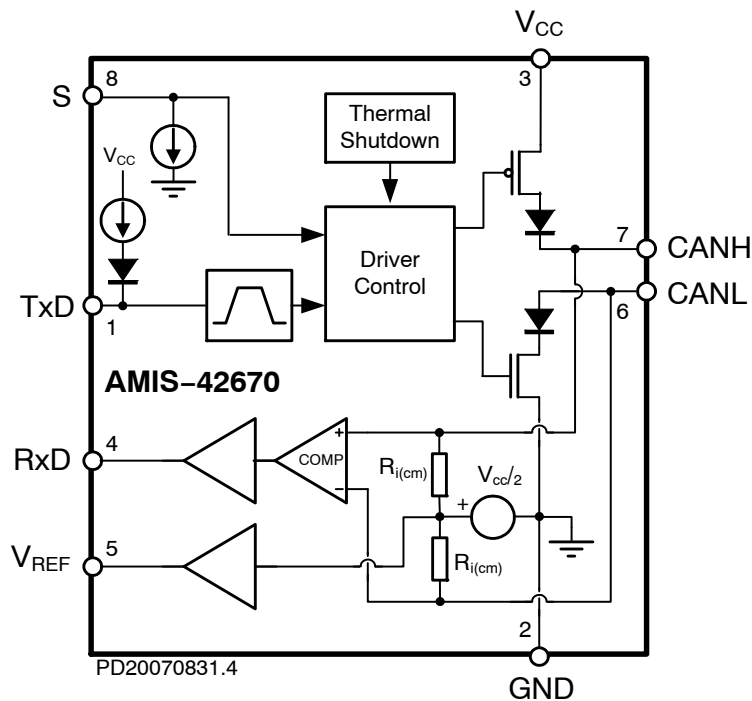 VCC
3
8
S
Thermal
Shutdown
VCC
7
CANH
Driver
Control
CANL
6
TxD
1
AMIS−42670
4
RxD
+
COMP
−
Ri(cm)
Vcc/2
+
5
VREF
Ri(cm)
2
PD20070831.4
GND